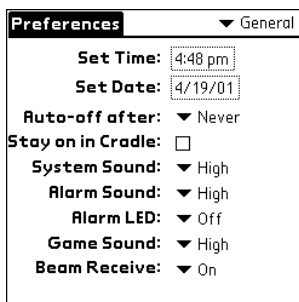 Preferences General
Set Time: 4:48 pm
Set Date: 4/19/01
Auto-off after: Never
Stay on in Cradle:
System Sound: High
Alarm Sound: High
Alarm LED: Off
Game Sound: High
Beam Receive: On